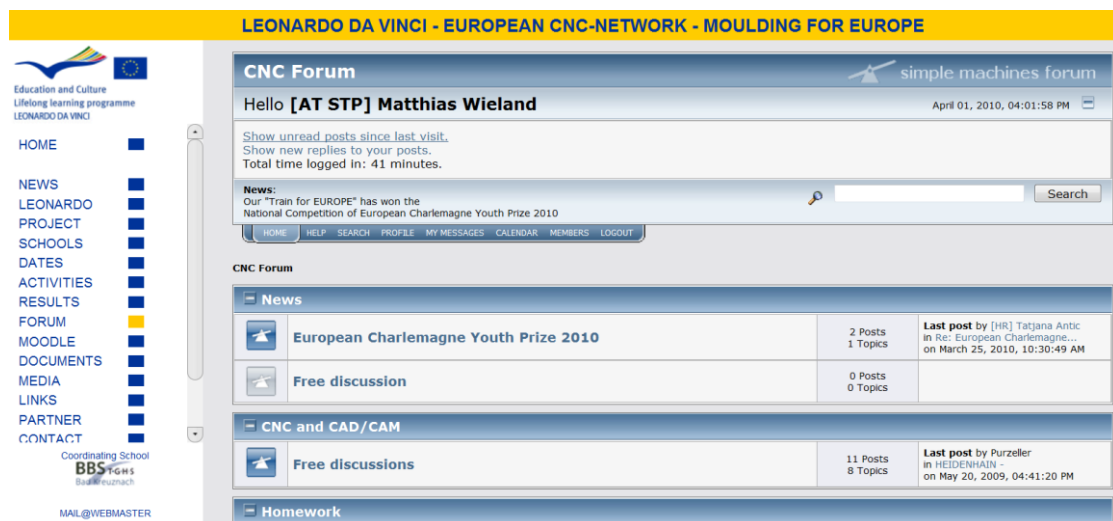 LEONARDO DA VINCI - EUROPEAN CNC-NETWORK - MOULDING FOR EUROPE
Education and Culture
Lifelong learning programme
LEONARDO DA VINCI
HOME
NEWS
LEONARDO
PROJECT
SCHOOLS
DATES
ACTIVITIES
RESULTS
FORUM
MOODLE
DOCUMENTS
MEDIA
LINKS
PARTNER
CONTACT
Coordinating School
BBS T•GHS
Bad Kreuznach
MAIL@WEBMASTER
CNC Forum
simple machines forum
Hello [AT STP] Matthias Wieland
April 01, 2010, 04:01:58 PM
Show unread posts since last visit.
Show new replies to your posts.
Total time logged in: 41 minutes.
News:
Our "Train for EUROPE" has won the
National Competition of European Charlemagne Youth Prize 2010
Search
HOME HELP SEARCH PROFILE MY MESSAGES CALENDAR MEMBERS LOGOUT
CNC Forum
News
European Charlemagne Youth Prize 2010
2 Posts
1 Topics
Last post by [HR] Tatjana Antic
in Re: European Charlemagne...
on March 25, 2010, 10:30:49 AM
Free discussion
0 Posts
0 Topics
CNC and CAD/CAM
Free discussions
11 Posts
8 Topics
Last post by Purzeller
in HEIDENHAIN -
on May 20, 2009, 04:41:20 PM
Homework